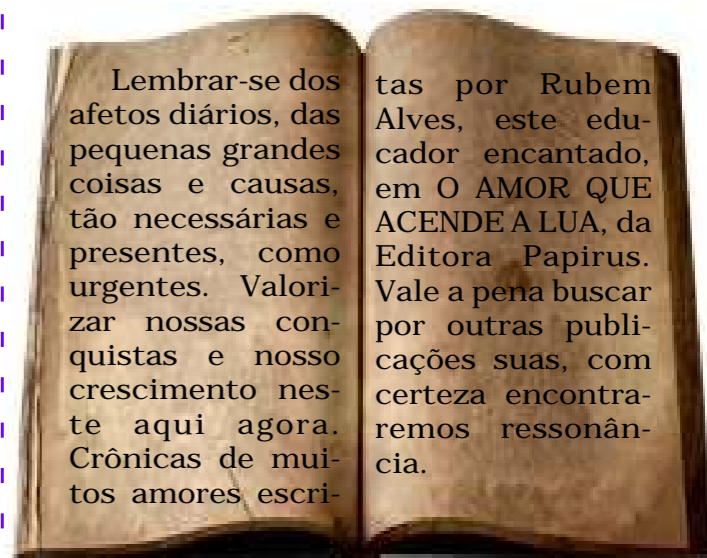 Lembrar-se dos
afetos diários, das
pequenas grandes
coisas e causas,
tão necessárias e
presentes, como
urgentes. Valori-
zar nossas con-
quistas e nosso
crescimento nes-
te aqui agora.
Crônicas de mui-
tos amores escri-
tas por Rubem
Alves, este edu-
cador encantado,
em O AMOR QUE
ACENDE A LUA, da
Editora Papirus.
Vale a pena buscar
por outras publi-
cações suas, com
certeza encontra-
remos ressonân-
cia.